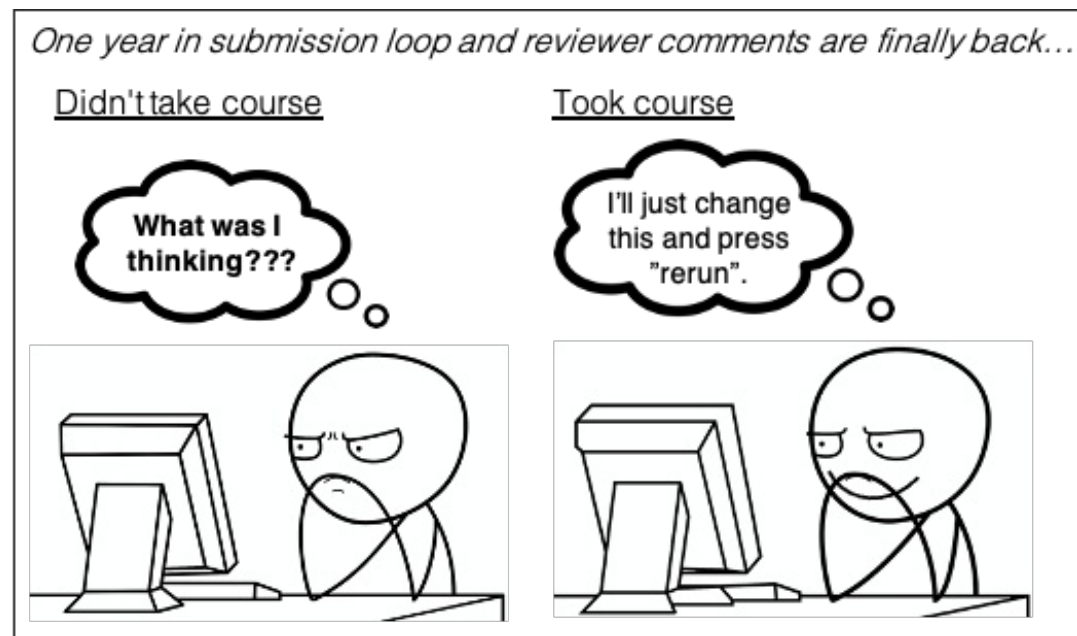 One year in submission loop and reviewer comments are finally back…
Didn't take course
Took course
What was I
thinking???
I'll just change
this and press
"rerun".